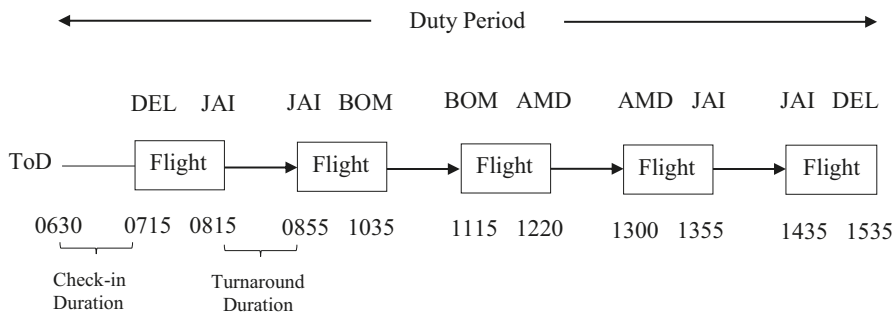 Duty Period
DEL JAI JAI BOM BOM AMD AMD JAI JAI DEL
ToD Flight Flight Flight Flight Flight
0630 0715 0815 0855 1035 1115 1220 1300 1355 1435 1535
Check-in Turnaround
Duration Duration